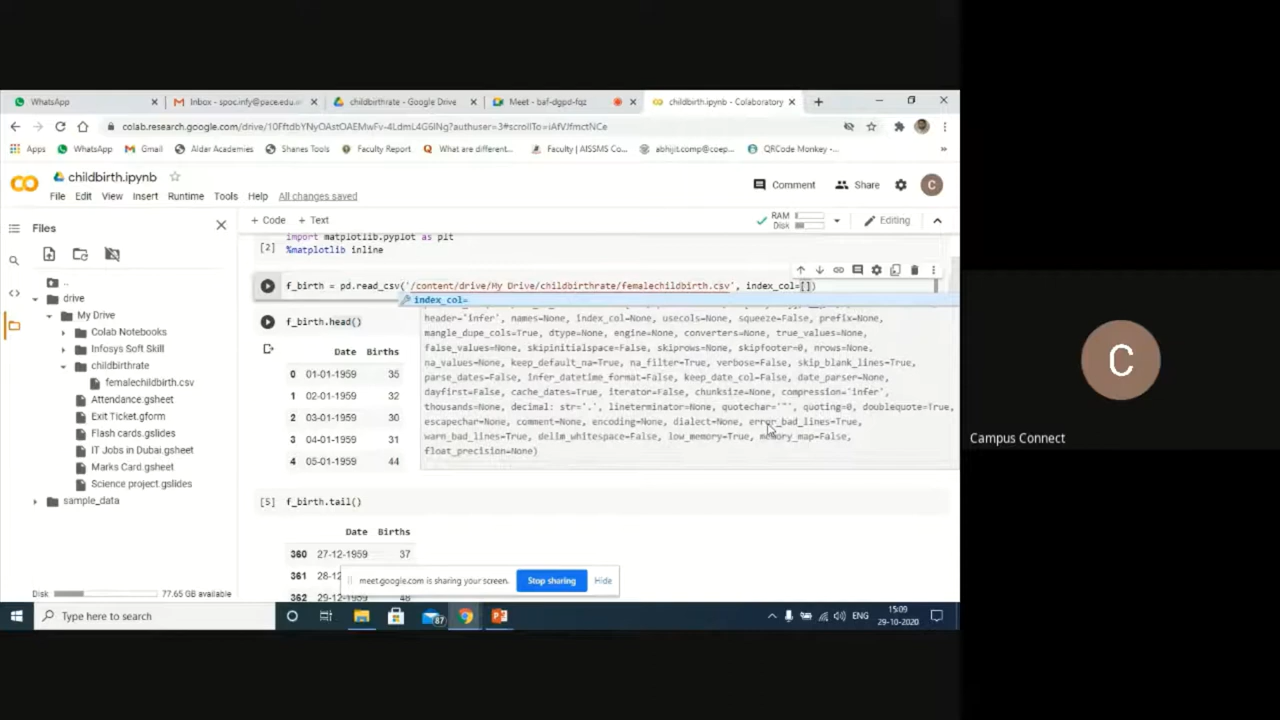 WhatsApp
Inbox - spoc.infy@pace.edu.in
childbirthrate - Google Drive
Meet - baf-dgpd-fqz
childbirth.ipynb - Colaboratory
Apps
WhatsApp
Gmail
Aldar Academies
Shanes Tools
Faculty Report
What are different...
Faculty | AISSMS Co...
abhijit.comp@coep...
QRCode Monkey -...
childbirth.ipynb
File Edit View Insert Runtime Tools Help All changes saved
Comment
Share
C
Files
+ Code + Text
RAM
Disk
Editing
..
drive
My Drive
Colab Notebooks
Infosys Soft Skill
childbirthrate
femalechildbirth.csv
Attendance.gsheet
Exit Ticket.gform
Flash cards.gslides
IT Jobs in Dubai.gsheet
Marks Card.gsheet
Science project.gslides
sample_data
Disk
77.65 GB available
import matplotlib.pyplot as plt
[2] %matplotlib inline
f_birth = pd.read_csv('/content/drive/My Drive/childbirthrate/femalechildbirth.csv', index_col=[])
index_col=
header='infer', names=None, index_col=None, usecols=None, squeeze=False, prefix=None,
mangle_dupe_cols=True, dtype=None, engine=None, converters=None, true_values=None,
false_values=None, skipinitialspace=False, skiprows=None, skipfooter=0, nrows=None,
na_values=None, keep_default_na=True, na_filter=True, verbose=False, skip_blank_lines=True,
parse_dates=False, infer_datetime_format=False, keep_date_col=False, date_parser=None,
dayfirst=False, cache_dates=True, iterator=False, chunksize=None, compression='infer',
thousands=None, decimal: str='.', lineterminator=None, quotechar='"', quoting=0, doublequote=True,
escapechar=None, comment=None, encoding=None, dialect=None, error_bad_lines=True,
warn_bad_lines=True, delim_whitespace=False, low_memory=True, memory_map=False,
float_precision=None)
f_birth.head()
Date Births
0 01-01-1959 35
1 02-01-1959 32
2 03-01-1959 30
3 04-01-1959 31
4 05-01-1959 44
[5] f_birth.tail()
Date Births
360 27-12-1959 37
361 28-12
362 29-12-1959 48
meet.google.com is sharing your screen.
Stop sharing
Hide
Type here to search
87
ENG
15:09
29-10-2020
C
Campus Connect